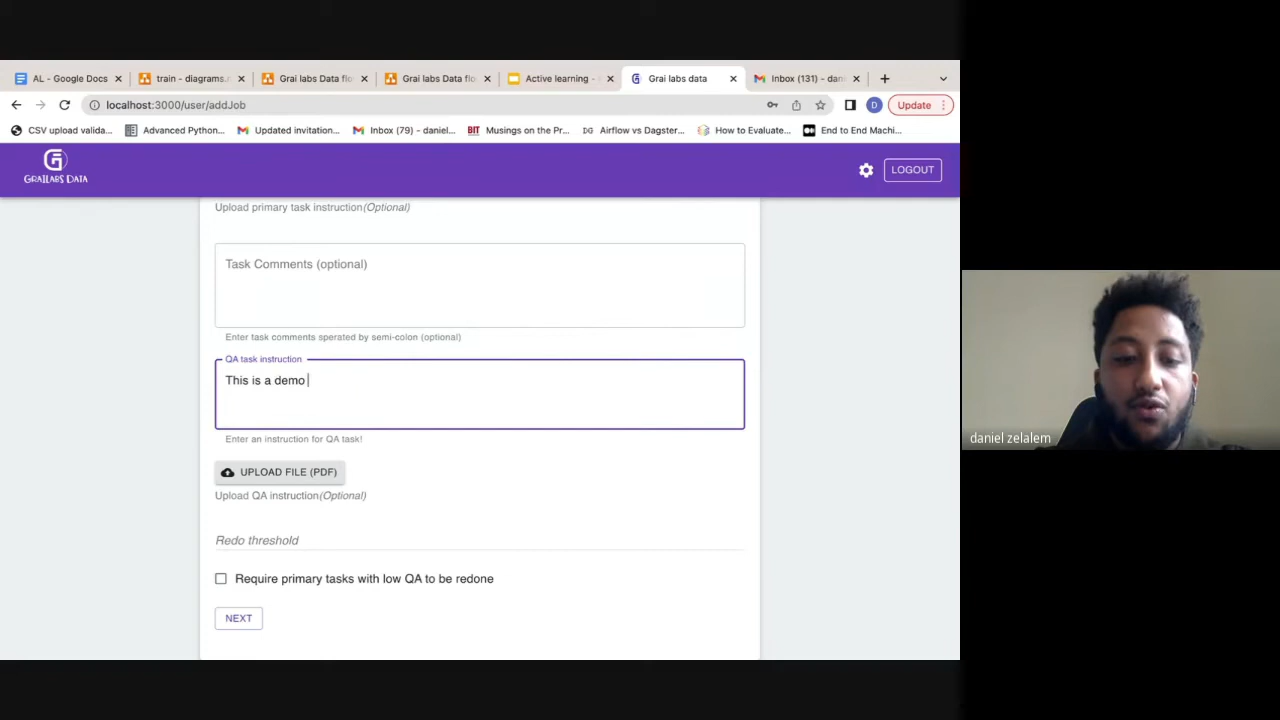 AL - Google Docs
train - diagrams.
Grai labs Data flo
Grai labs Data flo
Active learning -
Grai labs data
Inbox (131) - dani
localhost:3000/user/addJob
D
Update
CSV upload valida...
Advanced Python...
Updated invitation...
Inbox (79) - daniel...
BIT Musings on the Pr...
DG Airflow vs Dagster...
How to Evaluate...
End to End Machi...
G
GRAILABS DATA
LOGOUT
Upload primary task instruction(Optional)
Task Comments (optional)
Enter task comments sperated by semi-colon (optional)
QA task instruction
This is a demo
Enter an instruction for QA task!
UPLOAD FILE (PDF)
Upload QA instruction(Optional)
Redo threshold
Require primary tasks with low QA to be redone
NEXT
daniel zelalem